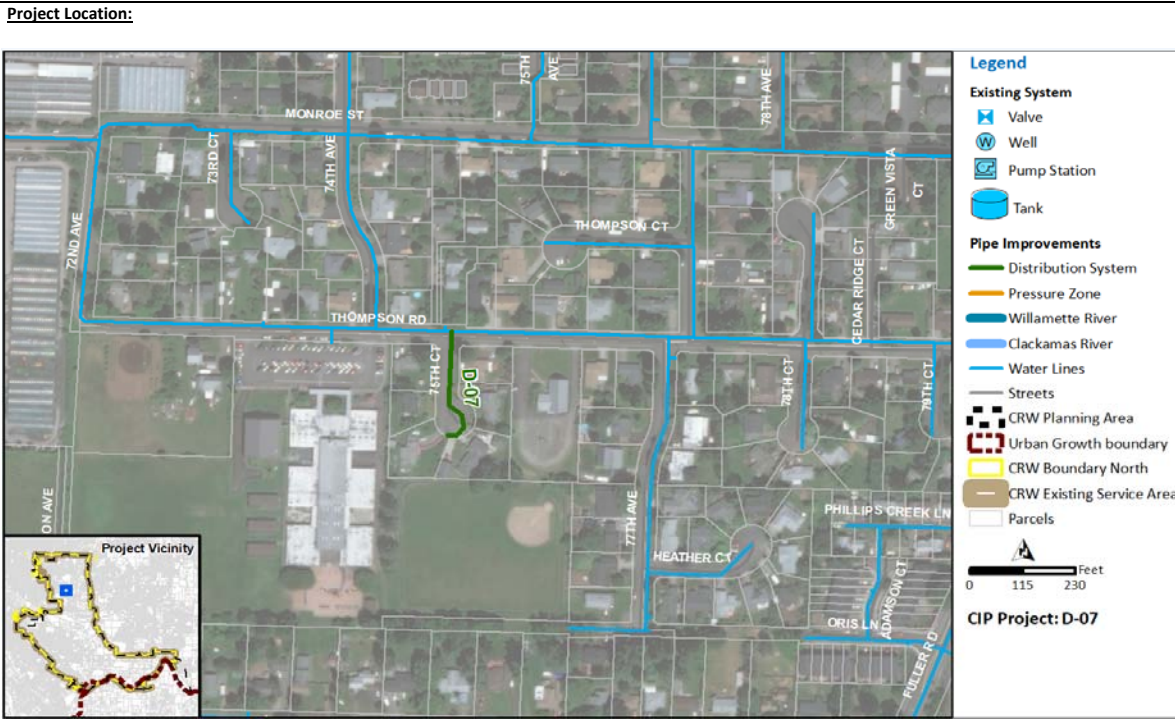 Project Location:
MONROE ST
75TH
AVE
78TH AVE
73RD CT
74TH AVE
GREEN VISTA
CT
THOMPSON CT
72ND AVE
CEDAR RIDGE CT
THOMPSON RD
75TH CT
D-07
78TH CT
79TH CT
77TH AVE
ON AVE
PHILLIPS CREEK LN
HEATHER CT
ADAMSON CT
ORIS LN
FULLER RD
Project Vicinity
Legend
Existing System
Valve
W Well
Pump Station
Tank
Pipe Improvements
Distribution System
Pressure Zone
Willamette River
Clackamas River
Water Lines
Streets
CRW Planning Area
Urban Growth boundary
CRW Boundary North
CRW Existing Service Area
Parcels
Feet
0 115 230
CIP Project: D-07